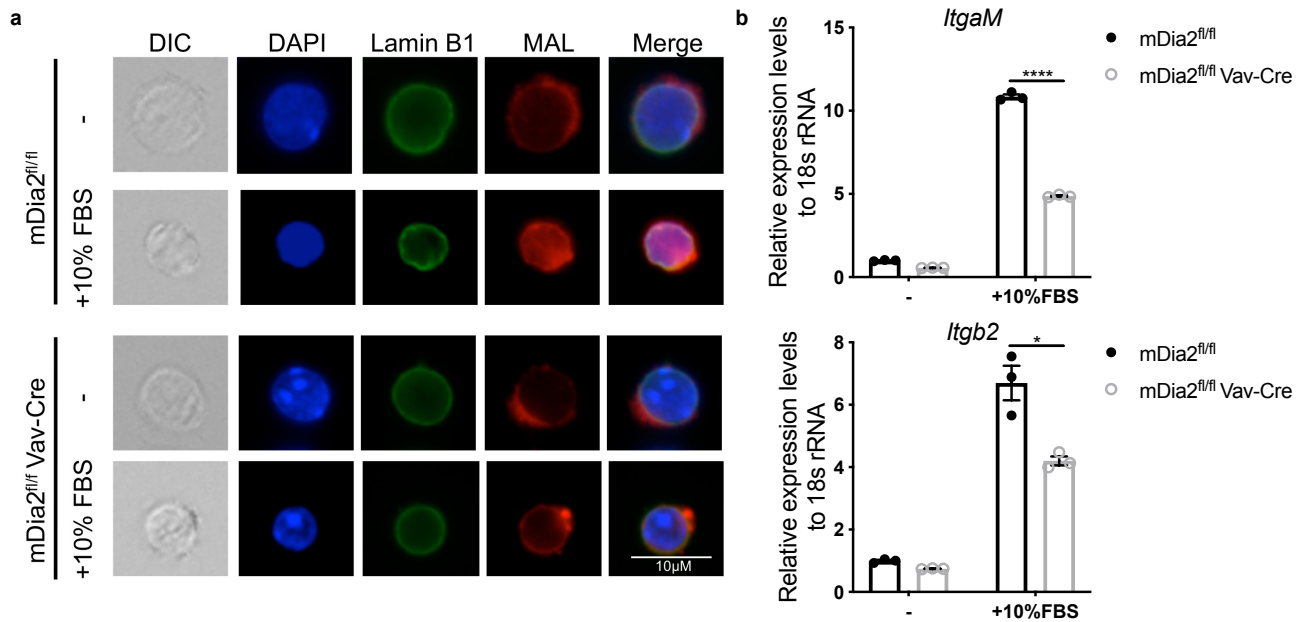 a
DIC DAPI Lamin B1 MAL Merge
mDia2fl/fl
-
+10% FBS
mDia2fl/f Vav-Cre
-
+10% FBS
10µM
b
ItgaM
Relative expression levels
to 18s rRNA
15
10
5
0
****
- +10%FBS
mDia2fl/fl
mDia2fl/fl Vav-Cre
Itgb2
Relative expression levels
to 18s rRNA
8
6
4
2
0
*
- +10%FBS
mDia2fl/fl
mDia2fl/fl Vav-Cre